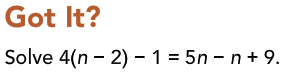 Got It?
Solve 4(n − 2) − 1 = 5n − n + 9.